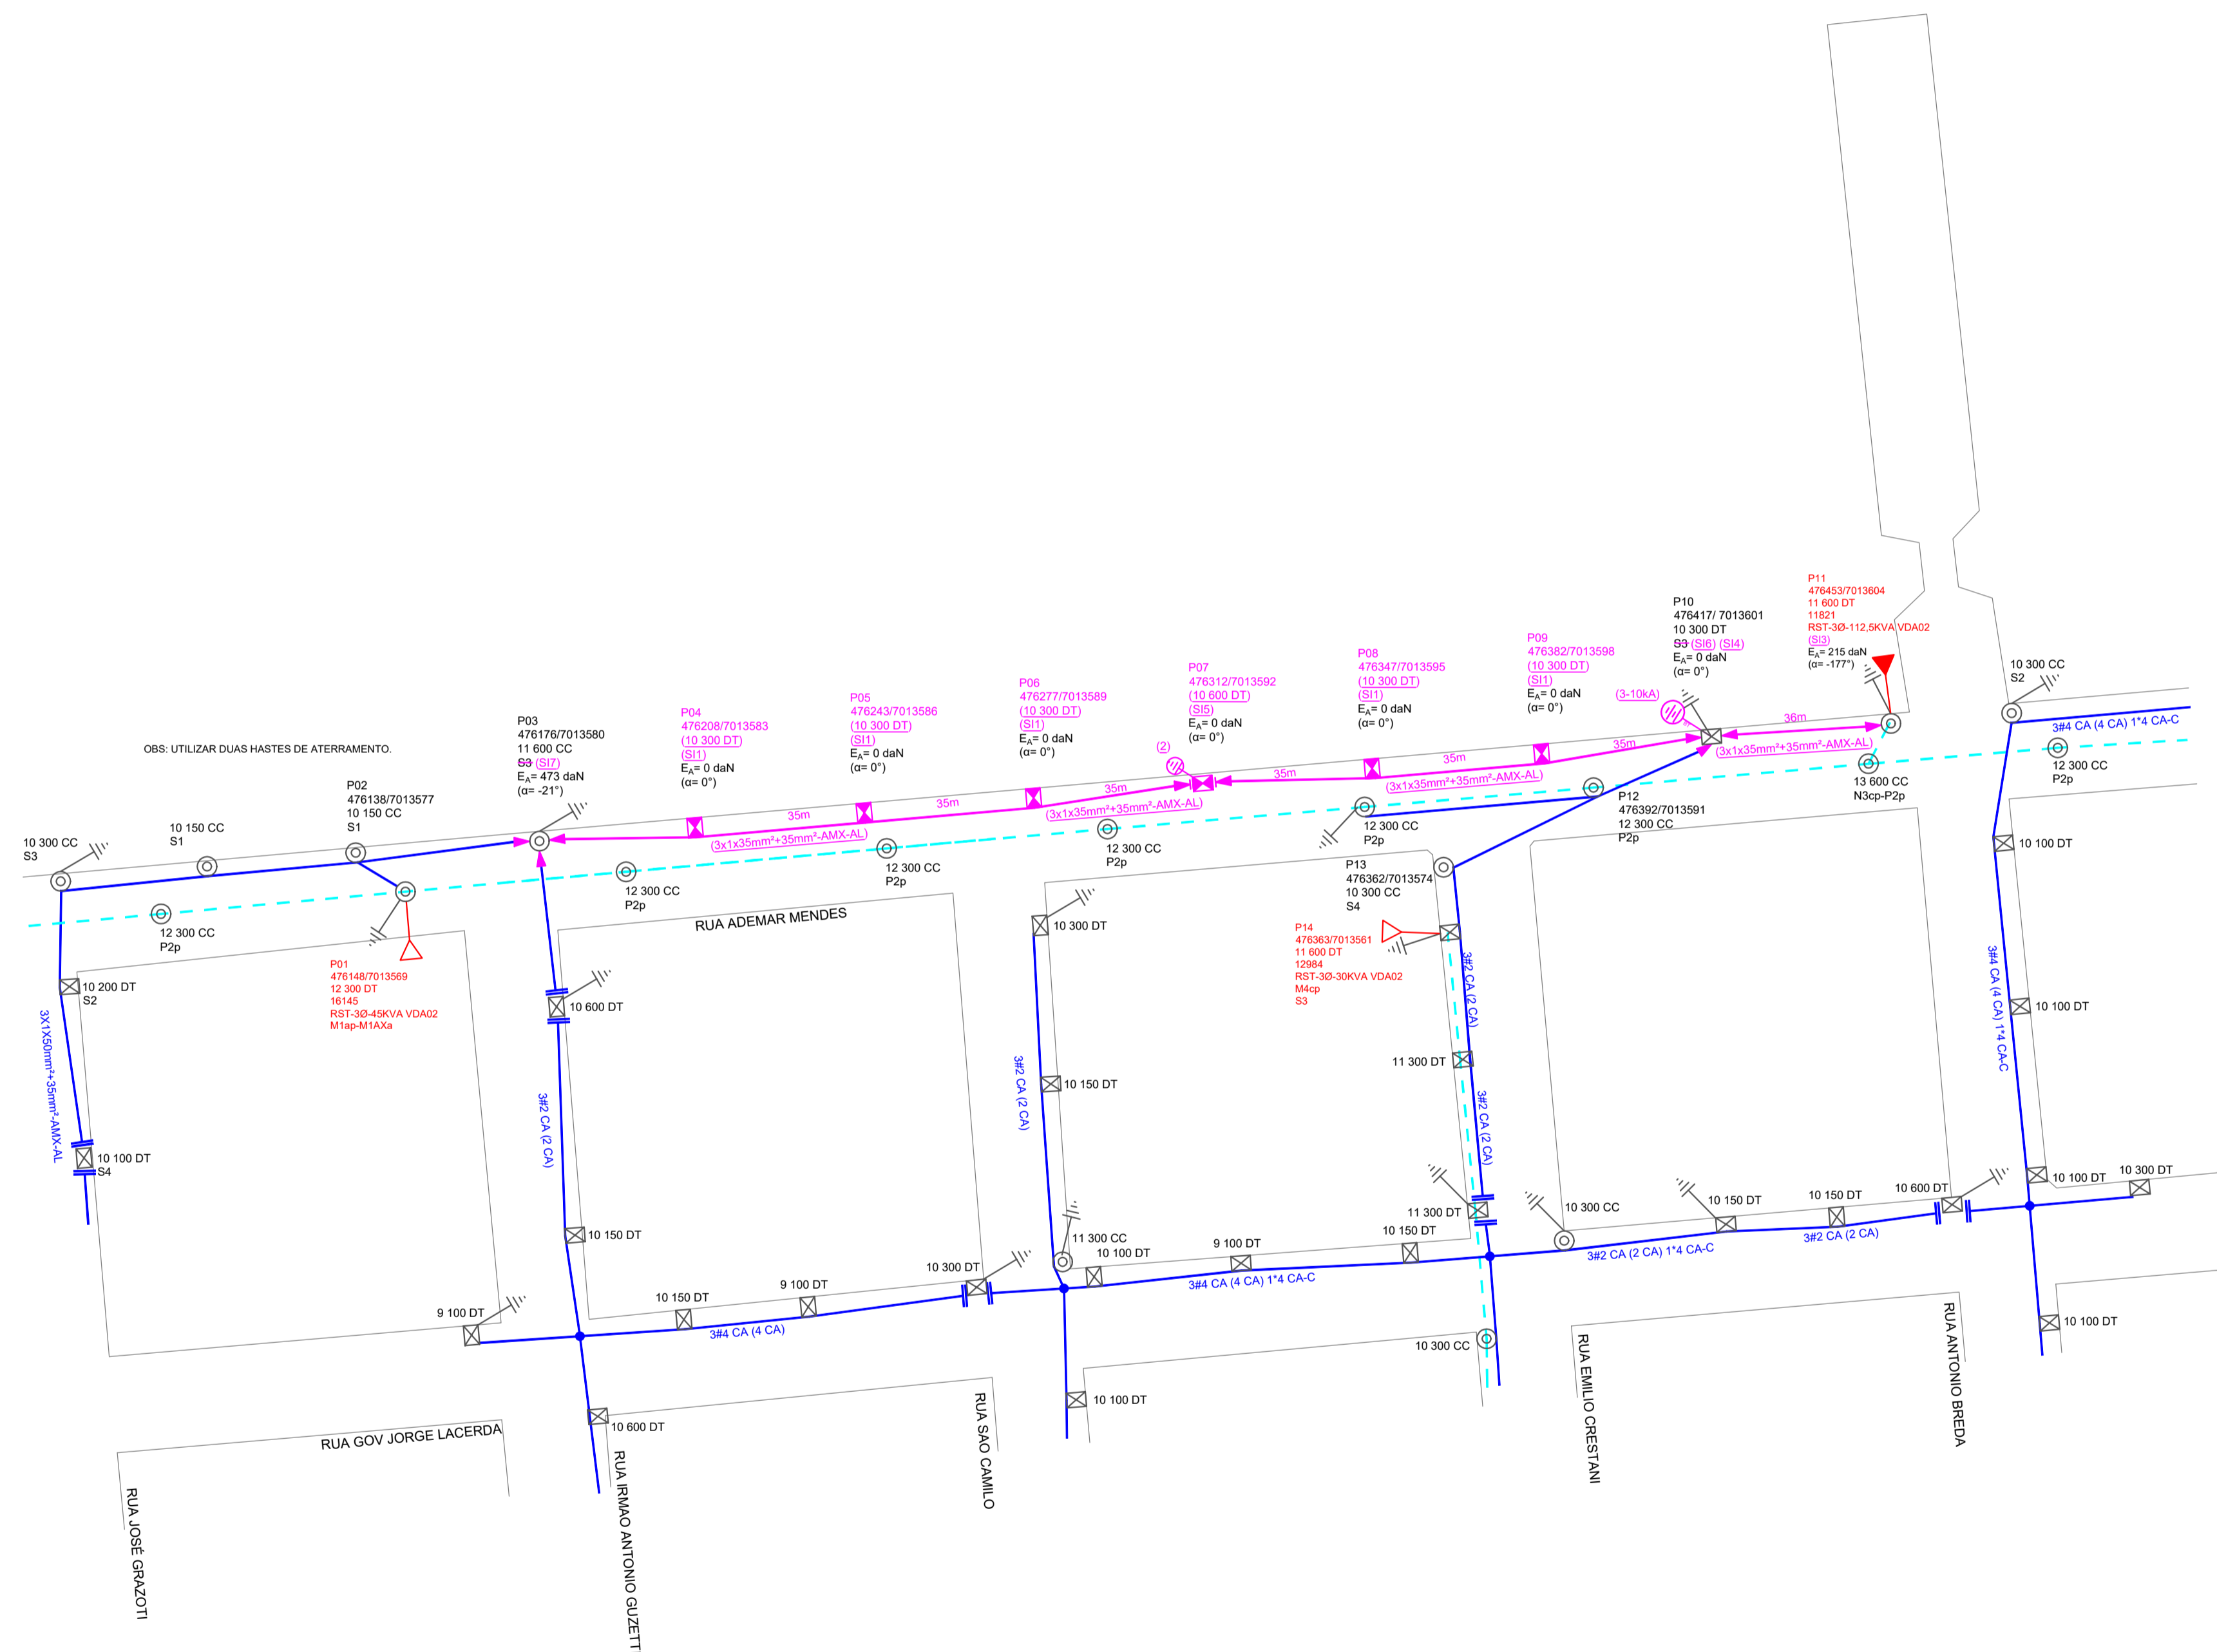 OBS: UTILIZAR DUAS HASTES DE ATERRAMENTO.
10 300 CC
S3
10 150 CC
S1
P02
476138/7013577
10 150 CC
S1
P03
476176/7013580
11 600 CC
S3 (SI7)
EA= 473 daN
(α= -21°)
P04
476208/7013583
(10 300 DT)
(SI1)
EA= 0 daN
(α= 0°)
P05
476243/7013586
(10 300 DT)
(SI1)
EA= 0 daN
(α= 0°)
P06
476277/7013589
(10 300 DT)
(SI1)
EA= 0 daN
(α= 0°)
P07
476312/7013592
(10 600 DT)
(SI5)
EA= 0 daN
(α= 0°)
(2)
P08
476347/7013595
(10 300 DT)
(SI1)
EA= 0 daN
(α= 0°)
P09
476382/7013598
(10 300 DT)
(SI1)
EA= 0 daN
(α= 0°)
(3-10kA)
P10
476417/ 7013601
10 300 DT
S3 (SI6) (SI4)
EA= 0 daN
(α= 0°)
P11
476453/7013604
11 600 DT
11821
RST-3Ø-112,5KVA VDA02
(SI3)
EA= 215 daN
(α= -177°)
10 300 CC
S2
3#4 CA (4 CA) 1*4 CA-C
12 300 CC
P2p
35m
(3x1x35mm²+35mm²-AMX-AL)
35m
35m
(3x1x35mm²+35mm²-AMX-AL)
35m
35m
(3x1x35mm²+35mm²-AMX-AL)
35m
36m
(3x1x35mm²+35mm²-AMX-AL)
13 600 CC
N3cp-P2p
12 300 CC
P2p
12 300 CC
P2p
12 300 CC
P2p
12 300 CC
P2p
12 300 CC
P2p
P12
476392/7013591
12 300 CC
P2p
P13
476362/7013574
10 300 CC
S4
P14
476363/7013561
11 600 DT
12984
RST-3Ø-30KVA VDA02
M4cp
S3
P01
476148/7013569
12 300 DT
16145
RST-3Ø-45KVA VDA02
M1ap-M1AXa
RUA ADEMAR MENDES
10 200 DT
S2
3X1X50mm²+35mm²-AMX-AL
10 100 DT
S4
10 600 DT
3#2 CA (2 CA)
10 150 DT
10 300 DT
3#2 CA (2 CA)
10 150 DT
3#2 CA (2 CA)
11 300 DT
3#2 CA (2 CA)
11 300 DT
10 100 DT
3#4 CA (4 CA) 1*4 CA-C
10 100 DT
10 100 DT
10 300 DT
9 100 DT
10 150 DT
9 100 DT
3#4 CA (4 CA)
10 300 DT
11 300 CC
10 100 DT
9 100 DT
3#4 CA (4 CA) 1*4 CA-C
10 150 DT
10 300 CC
3#2 CA (2 CA) 1*4 CA-C
10 150 DT
10 150 DT
3#2 CA (2 CA)
10 600 DT
10 600 DT
10 100 DT
10 300 CC
10 100 DT
RUA GOV JORGE LACERDA
RUA JOSÉ GRAZOTI
RUA IRMAO ANTONIO GUZETT
RUA SAO CAMILO
RUA EMILIO CRESTANI
RUA ANTONIO BREDA